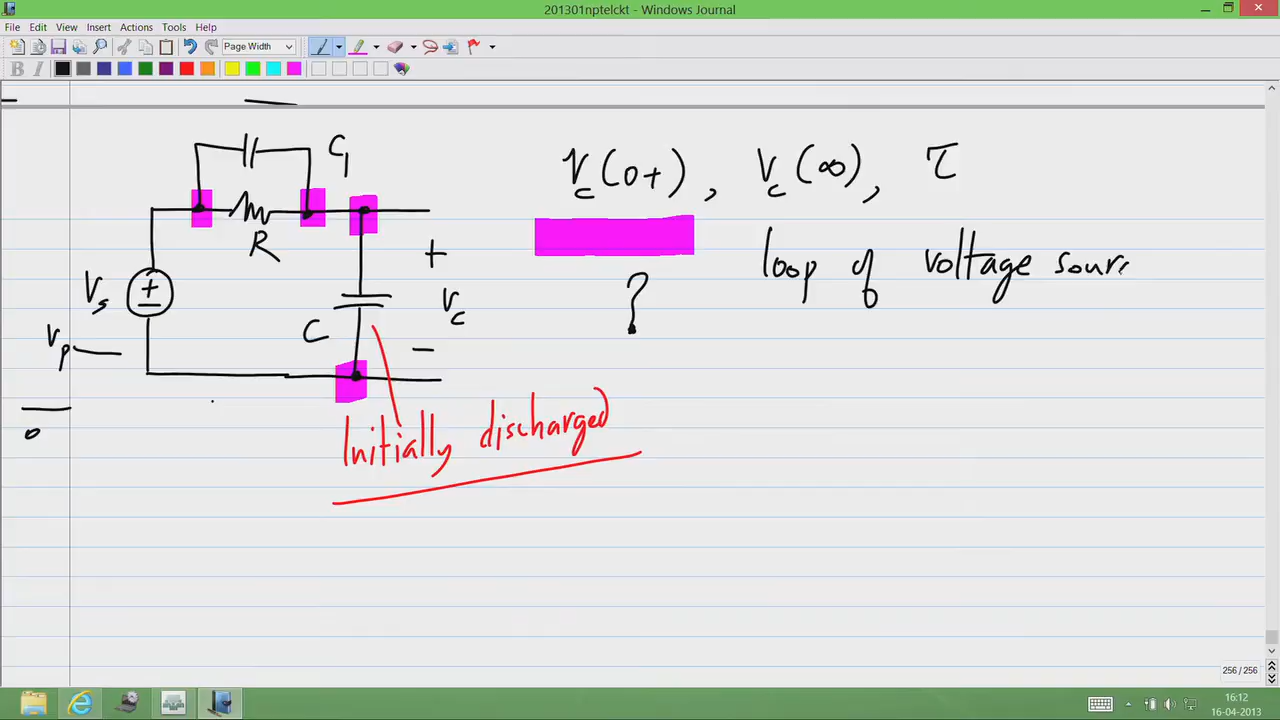 201301nptelckt - Windows Journal
File Edit View Insert Actions Tools Help
Page Width
B I
C1
Vc(0+), Vc(∞), τ
R
+
loop of voltage sour
Vs
+
Vc
?
C
Vp
−
0
Initially discharged
256 / 256
16:12
16-04-2013